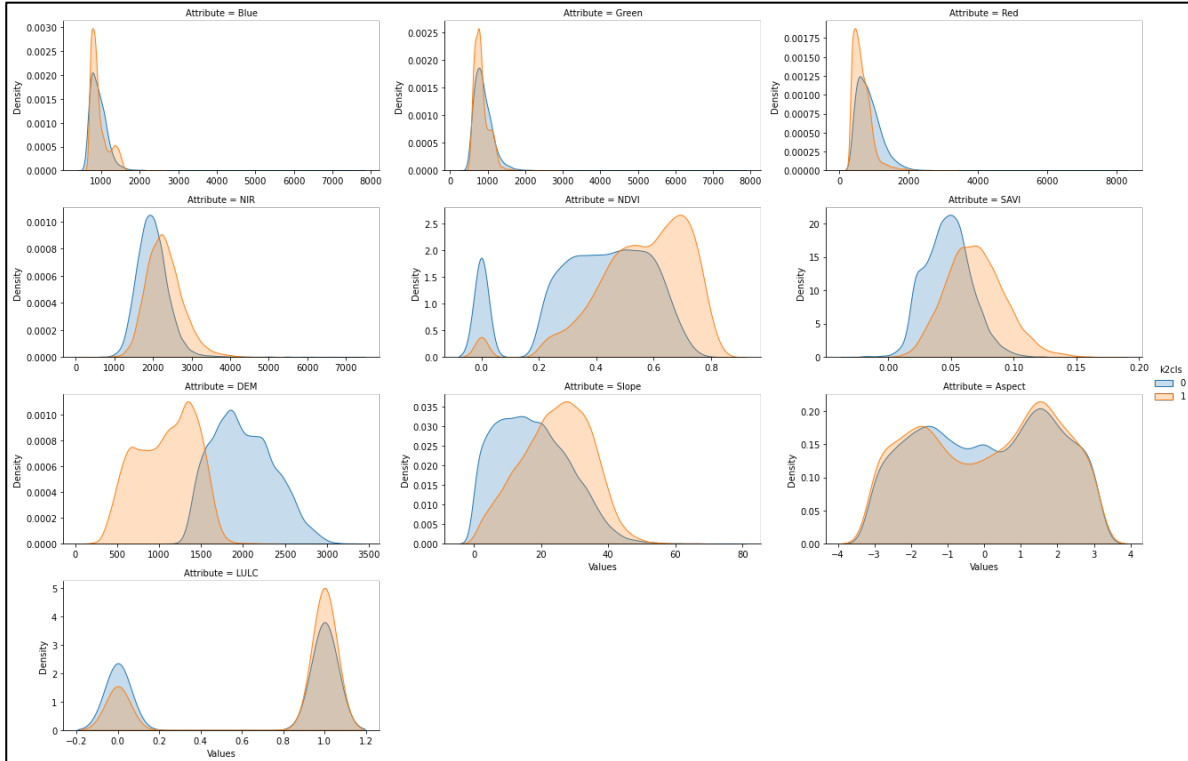 Attribute = Blue
Density
0.0030
0.0025
0.0020
0.0015
0.0010
0.0005
0.0000
1000 2000 3000 4000 5000 6000 7000 8000
Attribute = Green
Density
0.0025
0.0020
0.0015
0.0010
0.0005
0.0000
0 1000 2000 3000 4000 5000 6000 7000 8000
Attribute = Red
Density
0.00175
0.00150
0.00125
0.00100
0.00075
0.00050
0.00025
0.00000
0 2000 4000 6000 8000
Attribute = NIR
Density
0.0010
0.0008
0.0006
0.0004
0.0002
0.0000
0 1000 2000 3000 4000 5000 6000 7000
Attribute = NDVI
Density
2.5
2.0
1.5
1.0
0.5
0.0
0.0 0.2 0.4 0.6 0.8
Attribute = SAVI
Density
20
15
10
5
0
0.00 0.05 0.10 0.15 0.20
k2cls
0
1
Attribute = DEM
Density
0.0010
0.0008
0.0006
0.0004
0.0002
0.0000
0 500 1000 1500 2000 2500 3000 3500
Attribute = Slope
Density
0.035
0.030
0.025
0.020
0.015
0.010
0.005
0.000
0 20 40 60 80
Values
Attribute = Aspect
Density
0.20
0.15
0.10
0.05
0.00
−4 −3 −2 −1 0 1 2 3 4
Values
Attribute = LULC
Density
5
4
3
2
1
0
−0.2 0.0 0.2 0.4 0.6 0.8 1.0 1.2
Values